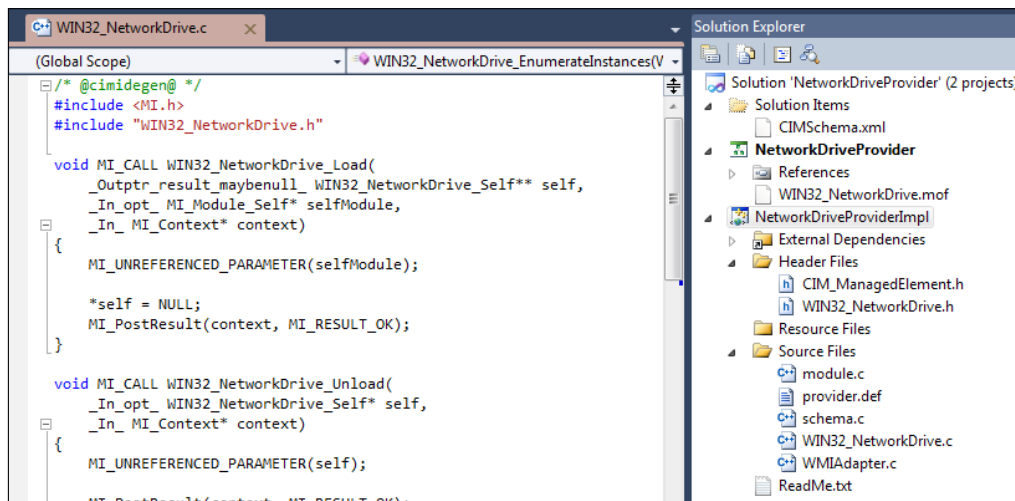 WIN32_NetworkDrive.c
(Global Scope)
WIN32_NetworkDrive_EnumerateInstances(V
/* @cimidegen@ */
#include <MI.h>
#include "WIN32_NetworkDrive.h"
void MI_CALL WIN32_NetworkDrive_Load(
_Outptr_result_maybenull_ WIN32_NetworkDrive_Self** self,
_In_opt_ MI_Module_Self* selfModule,
_In_ MI_Context* context)
{
MI_UNREFERENCED_PARAMETER(selfModule);
*self = NULL;
MI_PostResult(context, MI_RESULT_OK);
}
void MI_CALL WIN32_NetworkDrive_Unload(
_In_opt_ WIN32_NetworkDrive_Self* self,
_In_ MI_Context* context)
{
MI_UNREFERENCED_PARAMETER(self);
MI_PostResult(context, MI_RESULT_OK);
Solution Explorer
Solution 'NetworkDriveProvider' (2 projects)
Solution Items
CIMSchema.xml
NetworkDriveProvider
References
WIN32_NetworkDrive.mof
NetworkDriveProviderImpl
External Dependencies
Header Files
CIM_ManagedElement.h
WIN32_NetworkDrive.h
Resource Files
Source Files
module.c
provider.def
schema.c
WIN32_NetworkDrive.c
WMIAdapter.c
ReadMe.txt